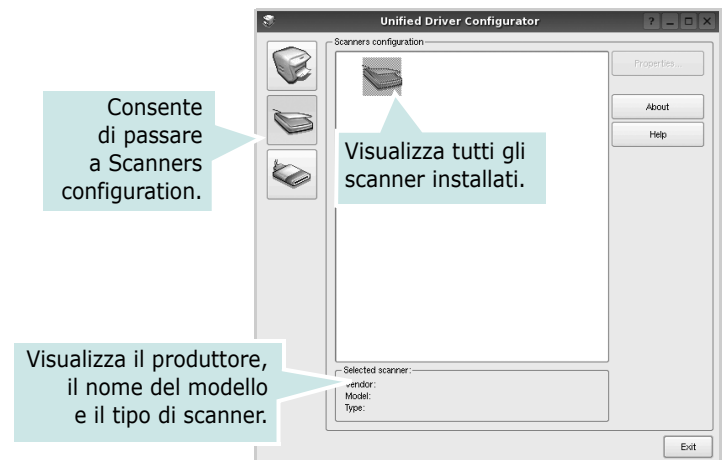 Unified Driver Configurator
Scanners configuration
Properties...
About
Help
Consente
di passare
a Scanners
configuration.
Visualizza tutti gli
scanner installati.
Visualizza il produttore,
il nome del modello
e il tipo di scanner.
Selected scanner:
Vendor:
Model:
Type:
Exit